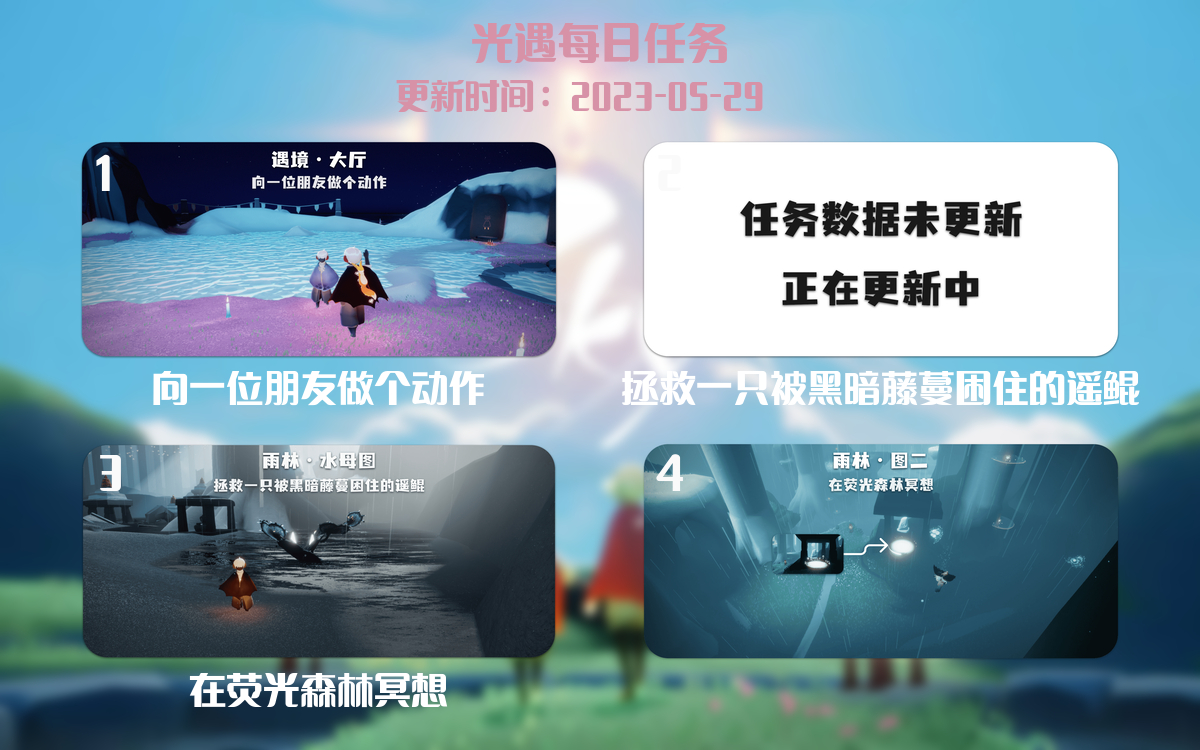 光遇每日任务
更新时间：2023-05-29
1
遇境·大厅
向一位朋友做个动作
2
任务数据未更新
正在更新中
向一位朋友做个动作
拯救一只被黑暗藤蔓困住的遥鲲
3
雨林·水母图
拯救一只被黑暗藤蔓困住的遥鲲
4
雨林·图二
在荧光森林冥想
在荧光森林冥想